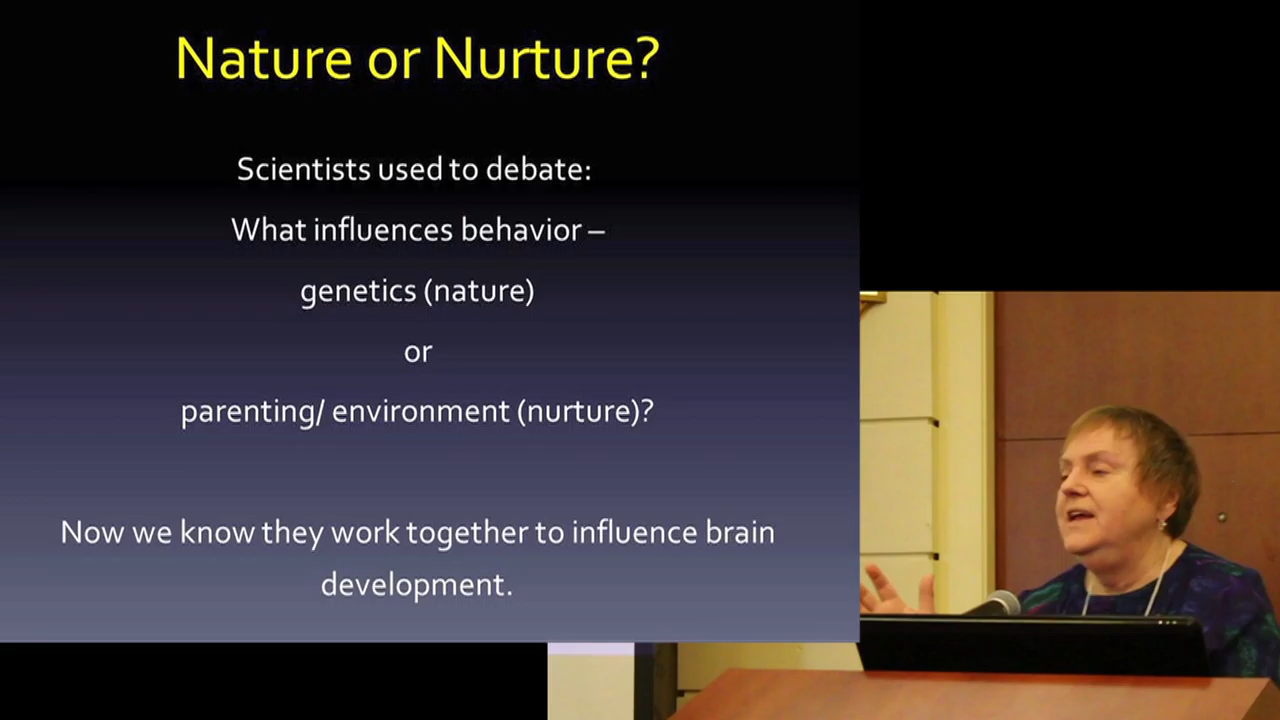 Nature or Nurture?
Scientists used to debate:
What influences behavior –
genetics (nature)
or
parenting/ environment (nurture)?
Now we know they work together to influence brain
development.